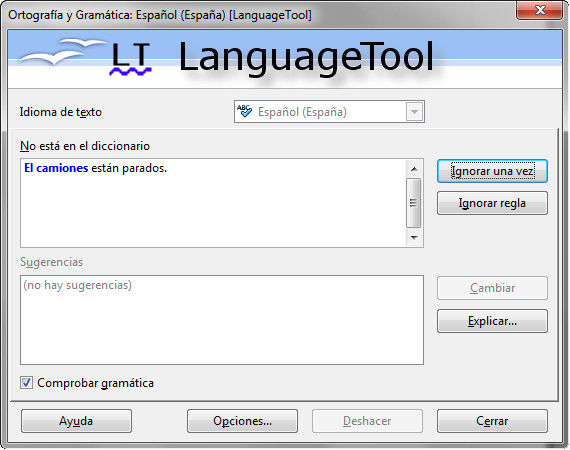 Ortografía y Gramática: Español (España) [LanguageTool]
LT LanguageTool
Idioma de texto
Español (España)
No está en el diccionario
El camiones están parados.
Ignorar una vez
Ignorar regla
Sugerencias
(no hay sugerencias)
Cambiar
Explicar...
Comprobar gramática
Ayuda
Opciones...
Deshacer
Cerrar